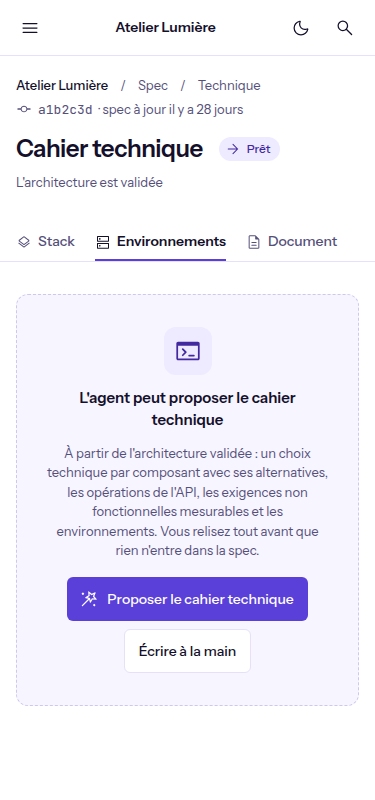 Atelier Lumière
Atelier Lumière / Spec / Technique
a1b2c3d · spec à jour il y a 28 jours
Cahier technique → Prêt
L'architecture est validée
Stack Environnements Document
L'agent peut proposer le cahier
technique
À partir de l'architecture validée : un choix
technique par composant avec ses alternatives,
les opérations de l'API, les exigences non
fonctionnelles mesurables et les
environnements. Vous relisez tout avant que
rien n'entre dans la spec.
Proposer le cahier technique
Écrire à la main